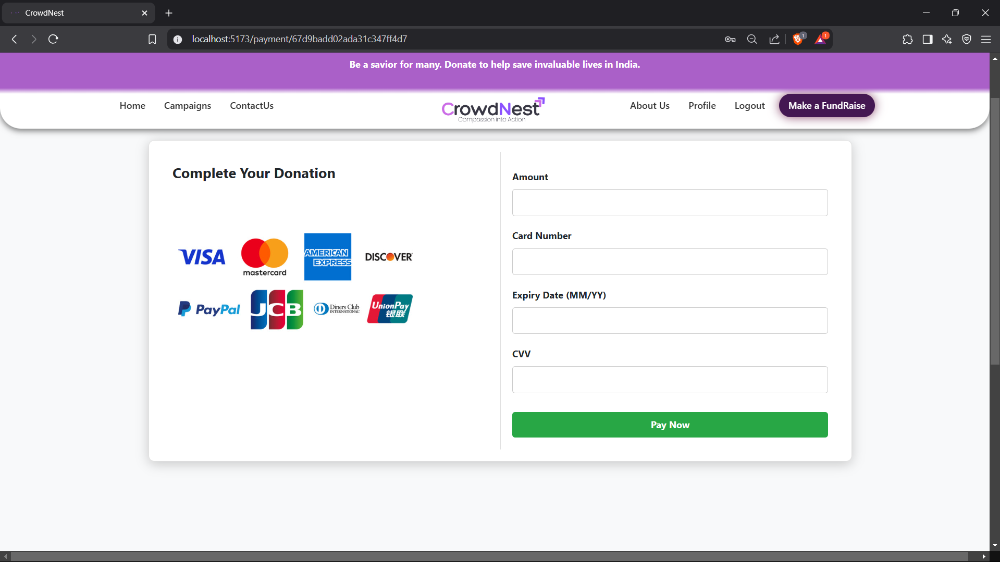 CrowdNest
localhost:5173/payment/67d9badd02ada31c347ff4d7
1
1
Be a savior for many. Donate to help save invaluable lives in India.
Home Campaigns ContactUs
CrowdNest
Compassion into Action
About Us Profile Logout Make a FundRaise
Complete Your Donation
VISA mastercard AMERICAN EXPRESS DISCOVER
PayPal JCB Diners Club INTERNATIONAL UnionPay 银联
Amount
Card Number
Expiry Date (MM/YY)
CVV
Pay Now